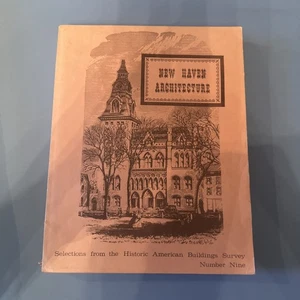 NEW HAVEN
ARCHITECTURE
Selections from the Historic American Buildings Survey
Number Nine